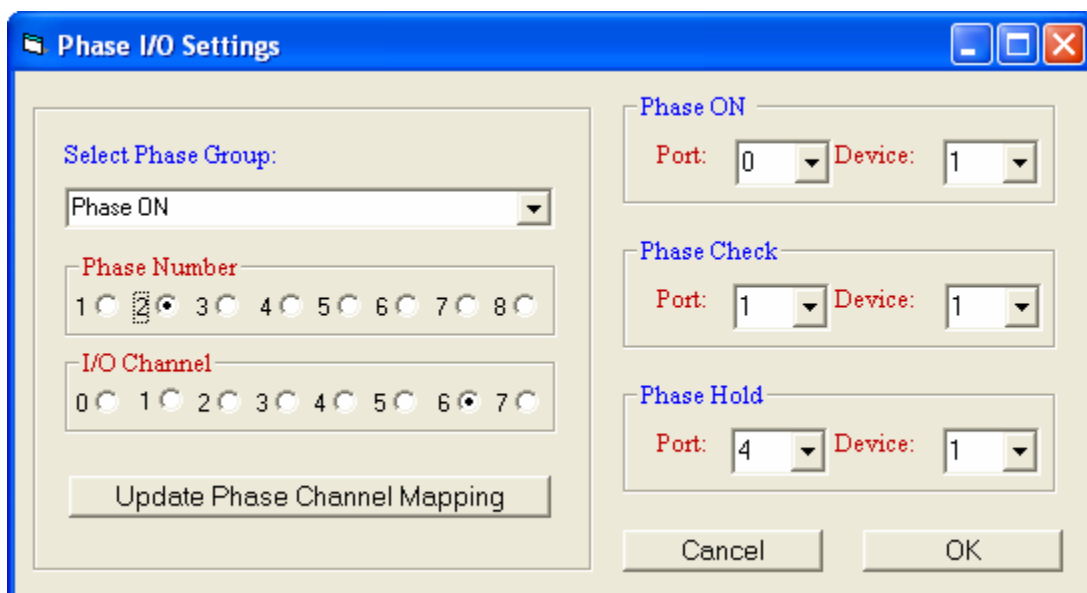 Phase I/O Settings
Select Phase Group:
Phase ON
Phase Number
1 2 3 4 5 6 7 8
I/O Channel
0 1 2 3 4 5 6 7
Update Phase Channel Mapping
Phase ON
Port: 0 Device: 1
Phase Check
Port: 1 Device: 1
Phase Hold
Port: 4 Device: 1
Cancel OK